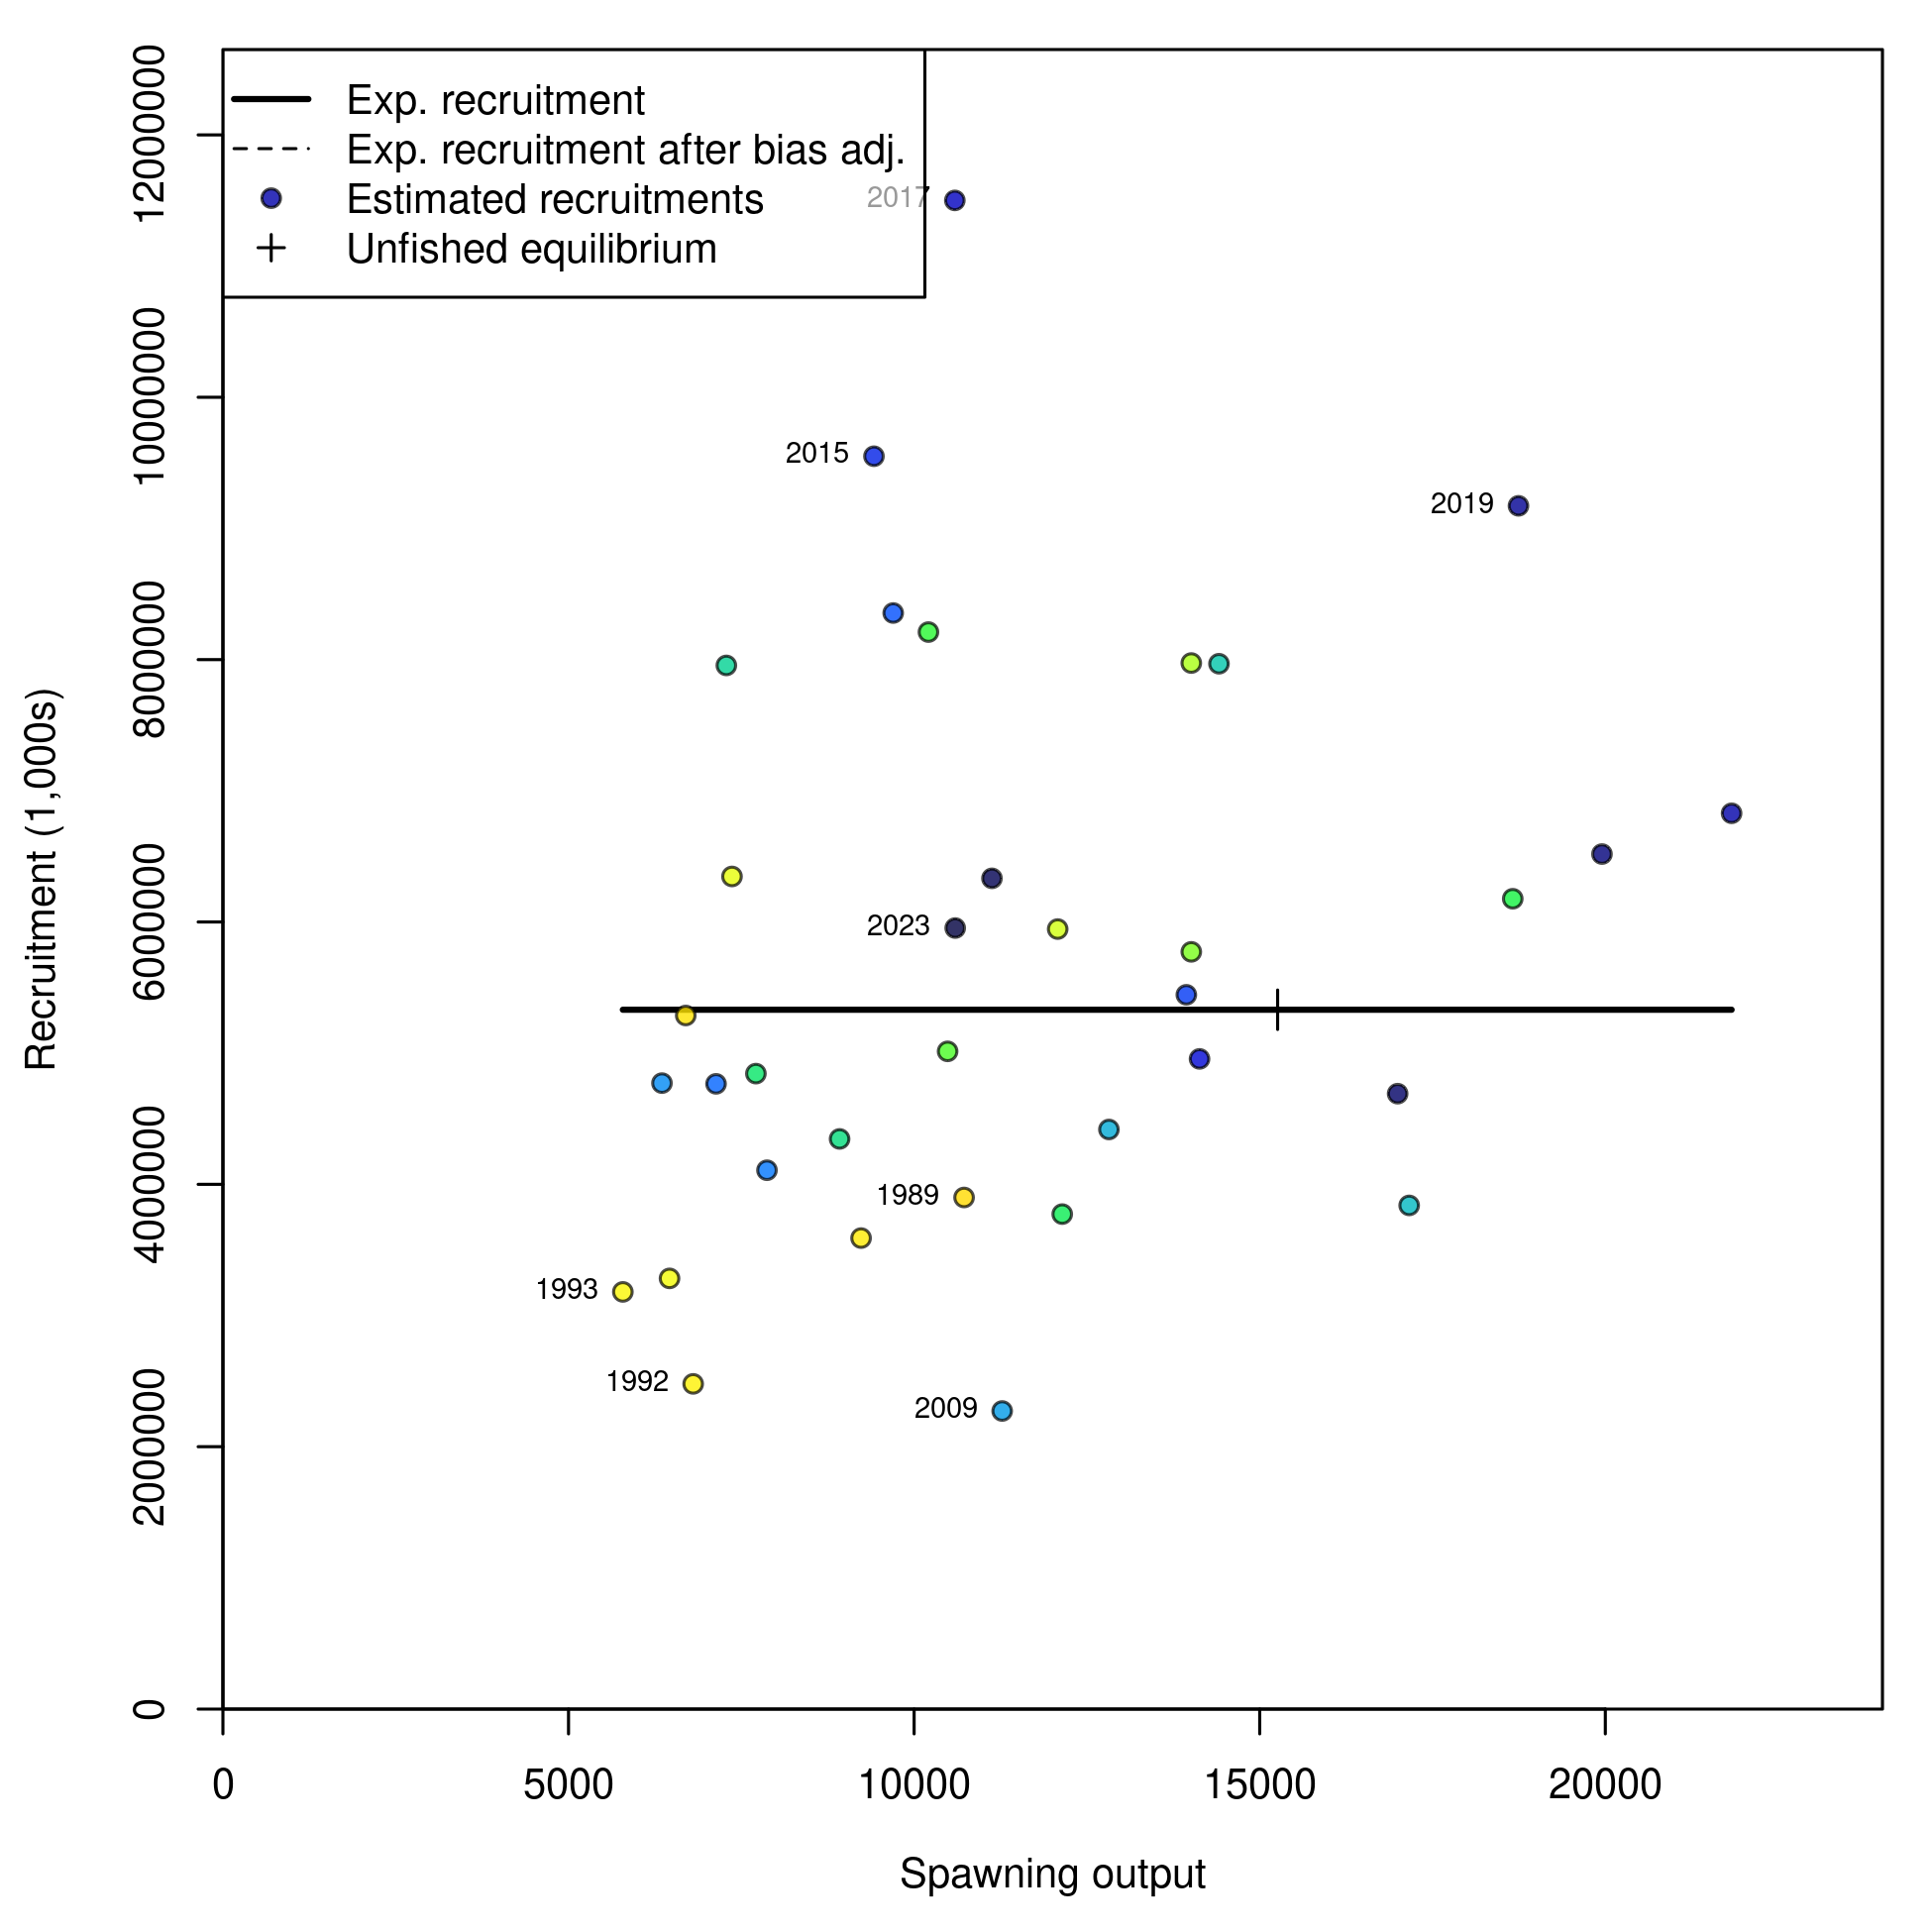 Exp. recruitment
Exp. recruitment after bias adj.
Estimated recruitments
Unfished equilibrium
2017
2015
2019
2023
1989
1993
1992
2009
12000000
10000000
8000000
6000000
4000000
2000000
0
Recruitment (1,000s)
0 5000 10000 15000 20000
Spawning output